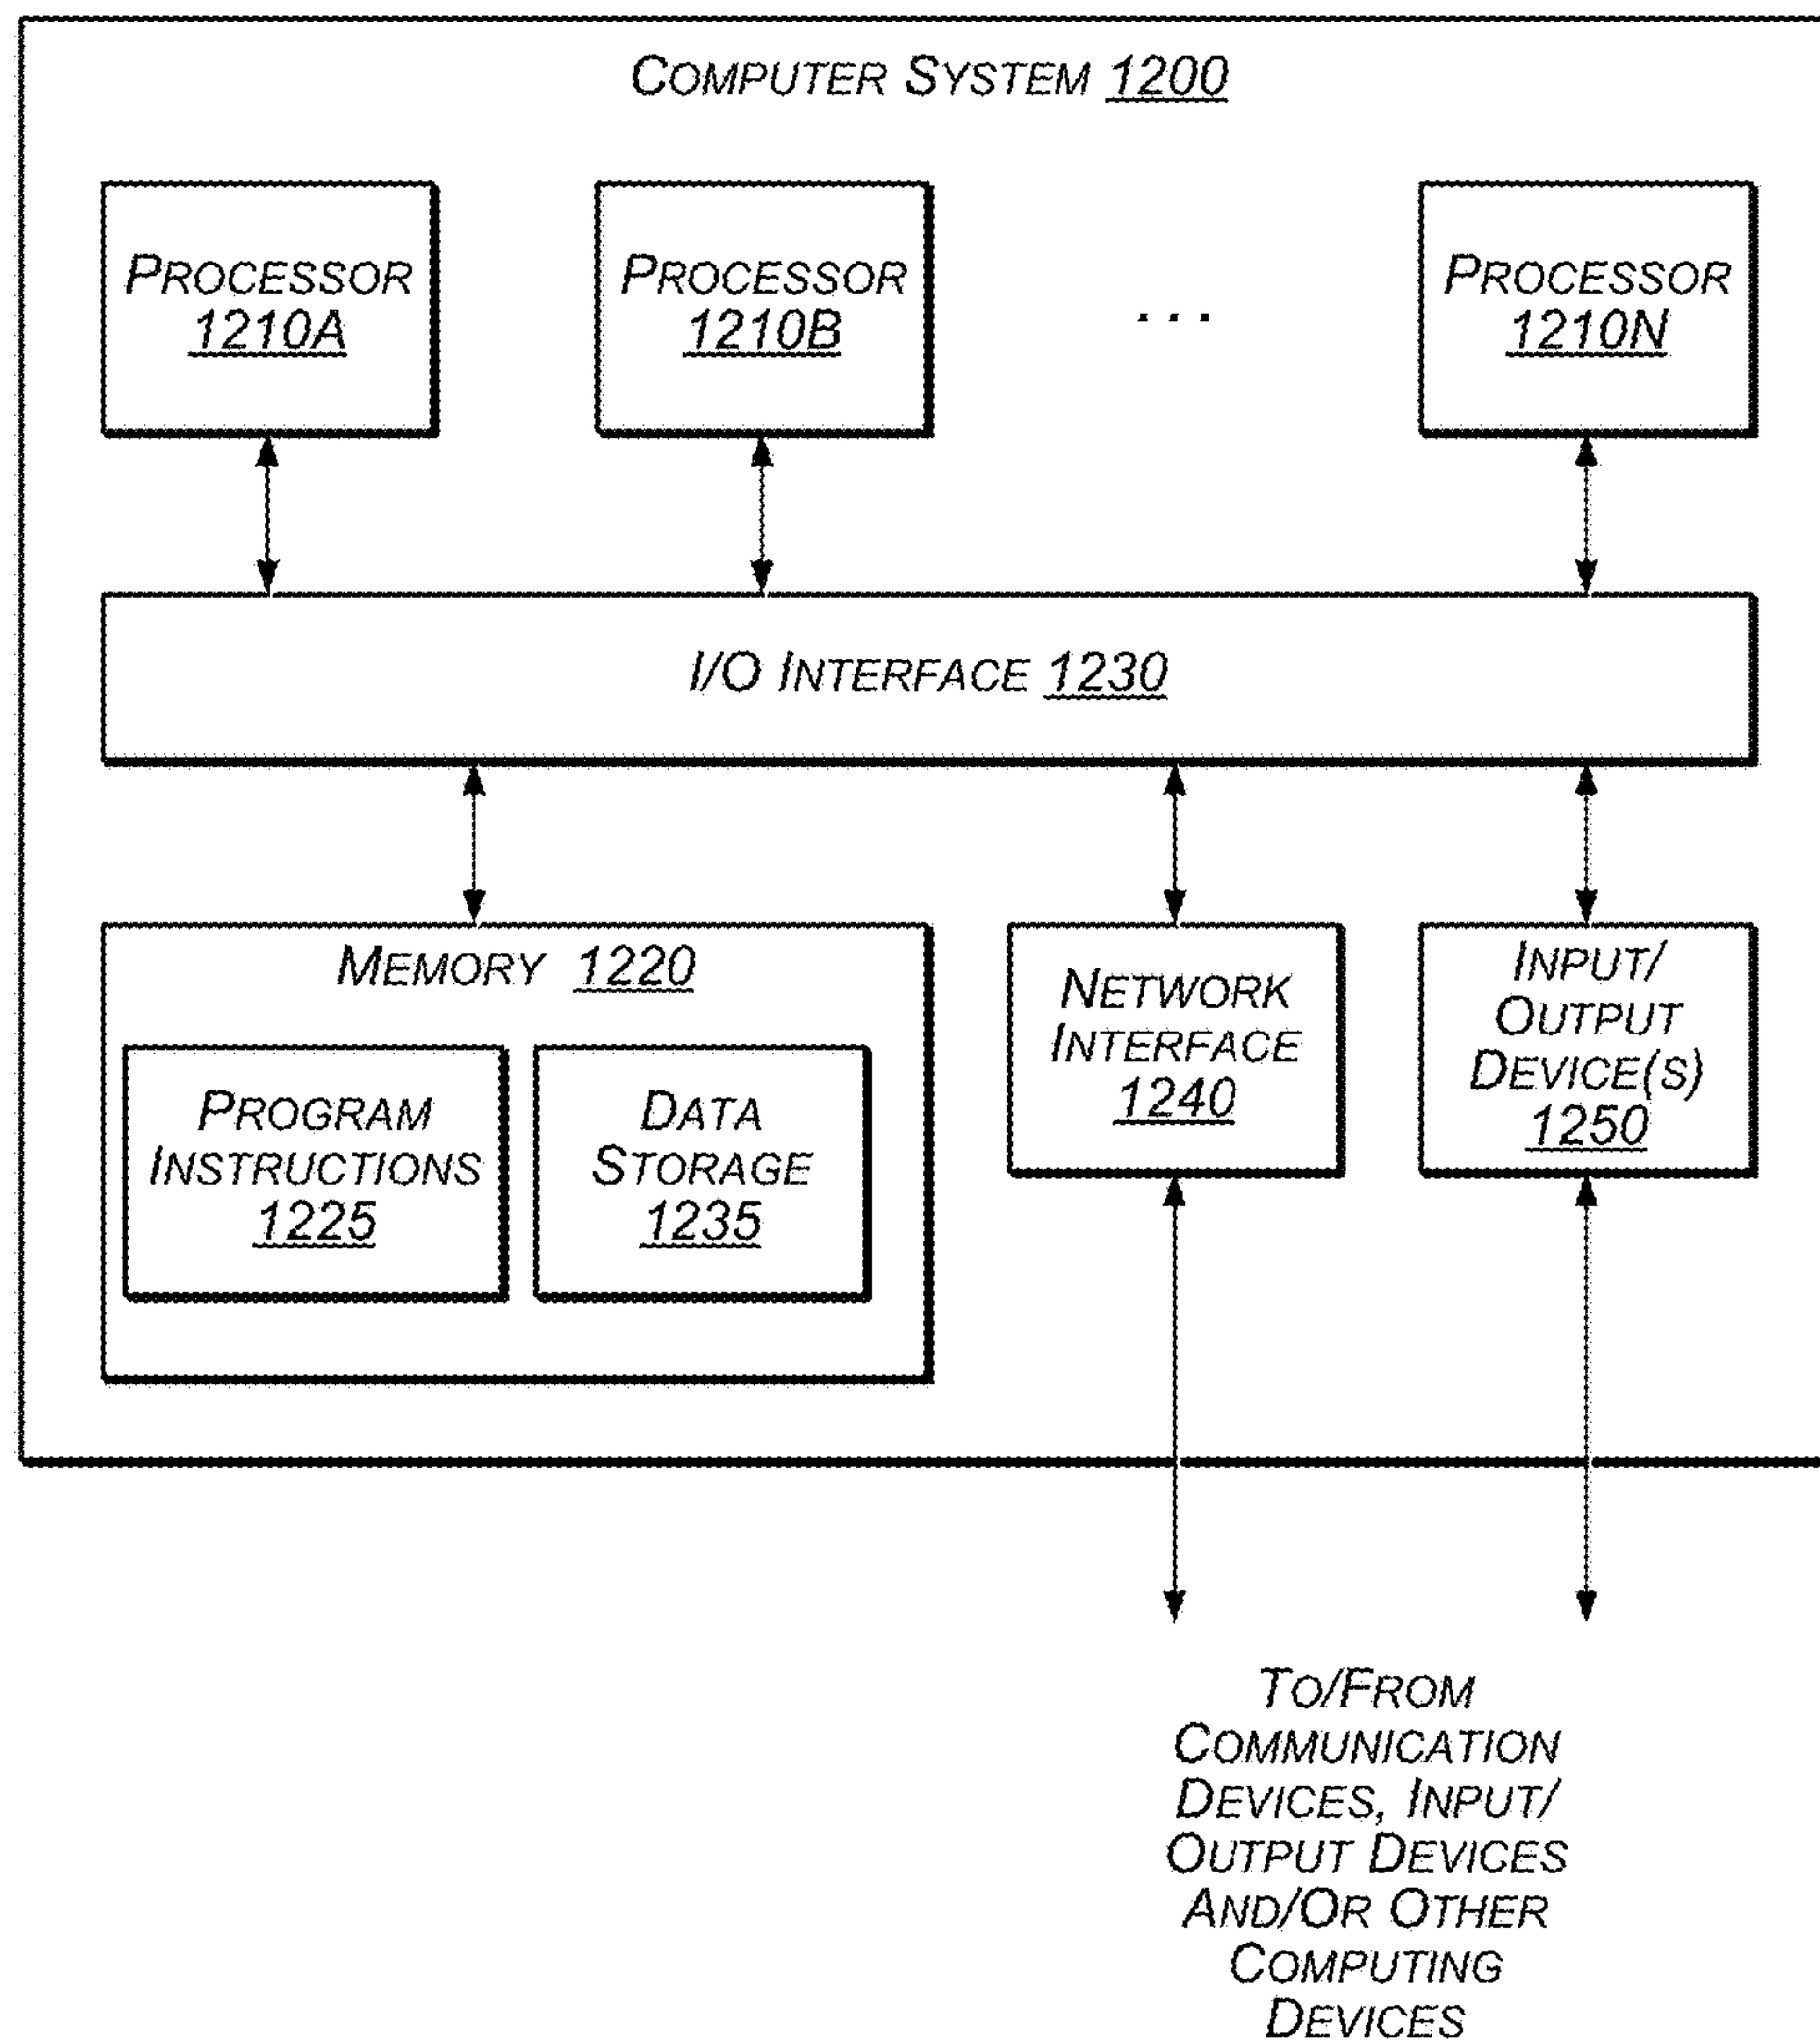 COMPUTER SYSTEM 1200
PROCESSOR
1210A
PROCESSOR
1210B
. . .
PROCESSOR
1210N
I/O INTERFACE 1230
MEMORY 1220
PROGRAM
INSTRUCTIONS
1225
DATA
STORAGE
1235
NETWORK
INTERFACE
1240
INPUT/
OUTPUT
DEVICE(S)
1250
TO/FROM
COMMUNICATION
DEVICES, INPUT/
OUTPUT DEVICES
AND/OR OTHER
COMPUTING
DEVICES